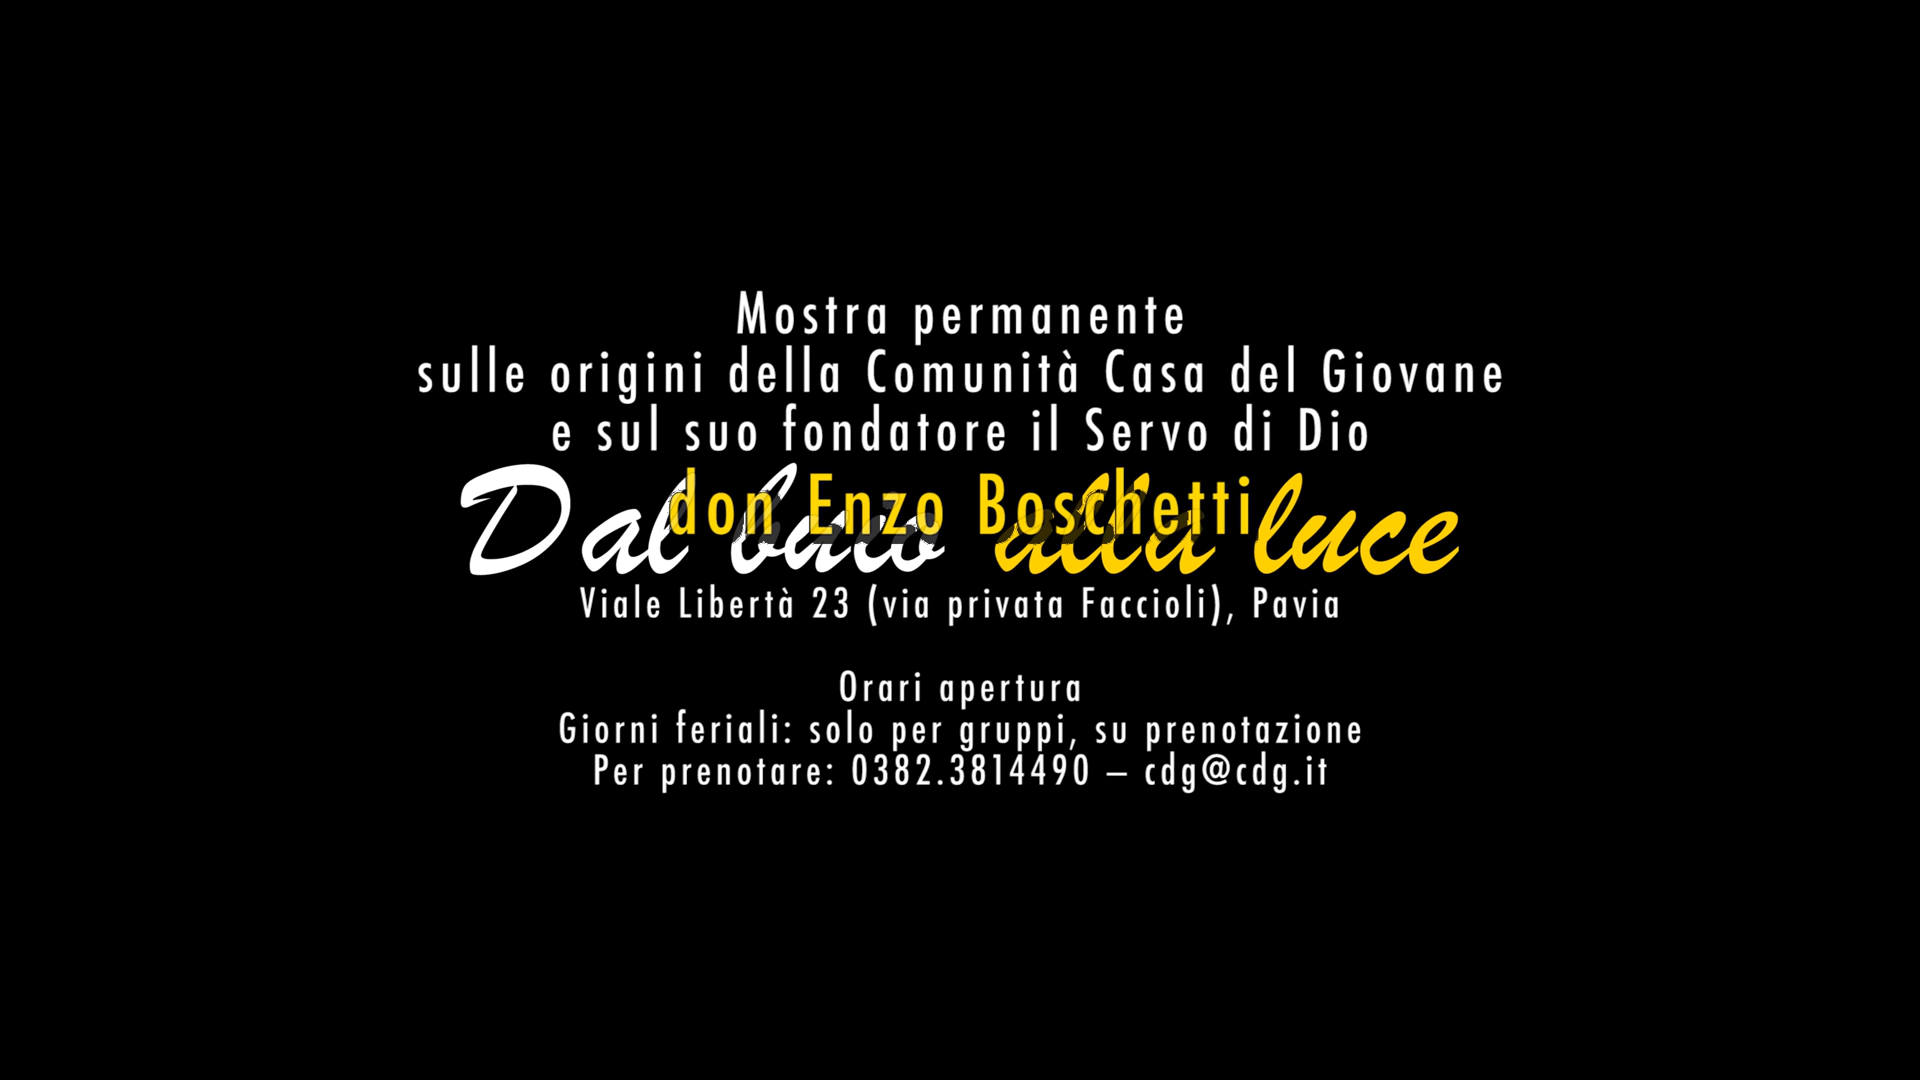 Mostra permanente
sulle origini della Comunità Casa del Giovane
e sul suo fondatore il Servo di Dio
don Enzo Boschetti
Dal buio alla luce
Viale Libertà 23 (via privata Faccioli), Pavia
Orari apertura
Giorni feriali: solo per gruppi, su prenotazione
Per prenotare: 0382.3814490 – cdg@cdg.it